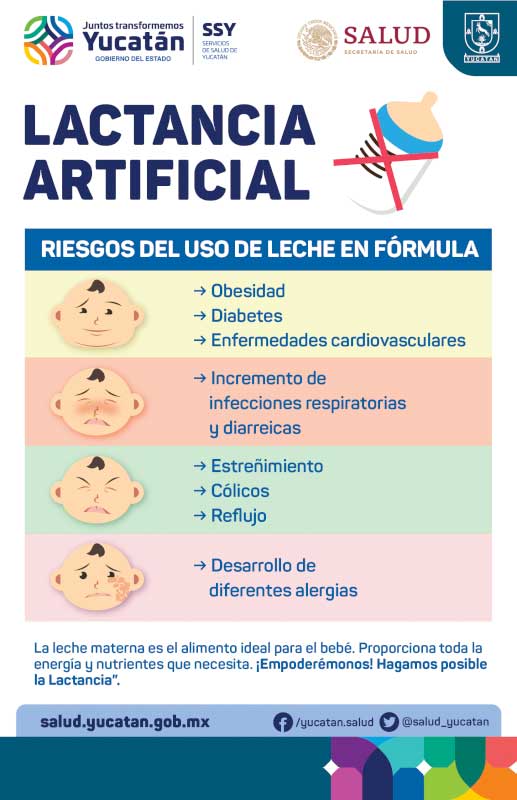 Juntos transformemos
Yucatán
GOBIERNO DEL ESTADO
SSY
SERVICIOS
DE SALUD DE
YUCATÁN
SALUD
SECRETARÍA DE SALUD
YUCATÁN
LACTANCIA
ARTIFICIAL
RIESGOS DEL USO DE LECHE EN FÓRMULA
→ Obesidad
→ Diabetes
→ Enfermedades cardiovasculares
→ Incremento de
infecciones respiratorias
y diarreicas
→ Estreñimiento
→ Cólicos
→ Reflujo
→ Desarrollo de
diferentes alergias
La leche materna es el alimento ideal para el bebé. Proporciona toda la
energía y nutrientes que necesita. ¡Empoderémonos! Hagamos posible
la Lactancia”.
salud.yucatan.gob.mx
/yucatan.salud
@salud_yucatan